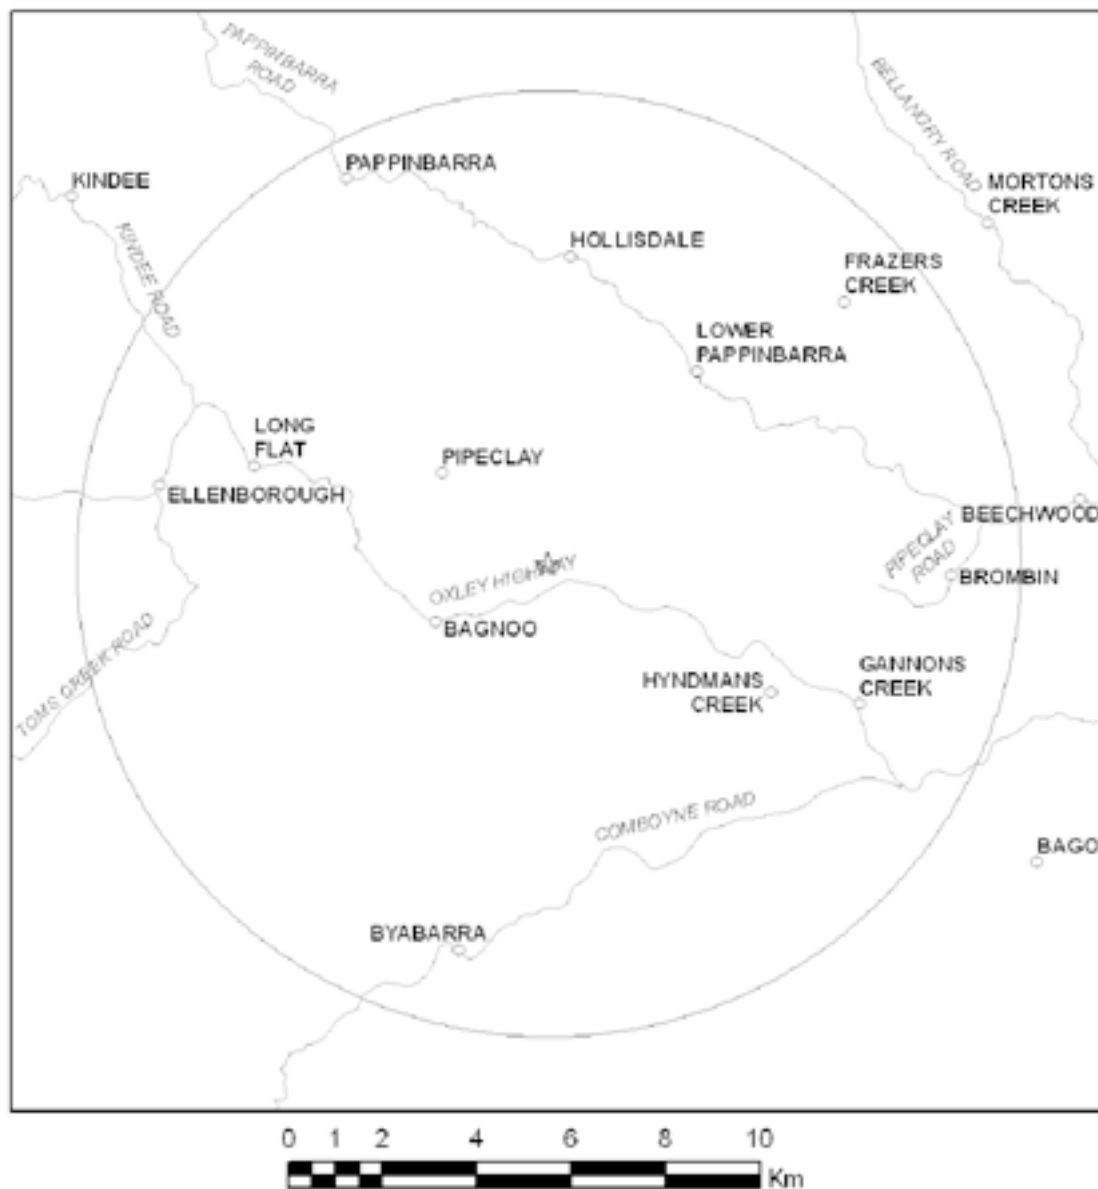 PAPPINBARRA
ROAD
BELLANGRY ROAD
PAPPINBARRA
KINDEE
MORTONS
CREEK
KINDEE ROAD
HOLLISDALE
FRAZERS
CREEK
LOWER
PAPPINBARRA
LONG
FLAT
PIPECLAY
ELLENBOROUGH
BEECHWOOD
PIPECLAY
ROAD
OXLEY HIGHWAY
BROMBIN
BAGNOO
TOMS CREEK ROAD
HYNDMANS
CREEK
GANNONS
CREEK
COMBOYNE ROAD
BAGO
BYABARRA
0 1 2 4 6 8 10
Km